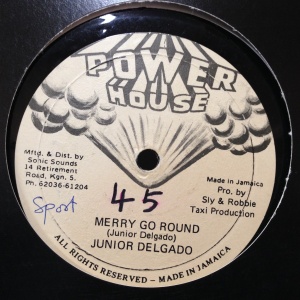 POWER
HOUSE
Mftd. & Dist. by
Sonic Sounds
14 Retirement
Road, Kgn. 5.
Ph. 62036-61204
Made in Jamaica
Pro. by
Sly & Robbie
Taxi Production
45
Sport
MERRY GO ROUND
(Junior Delgado)
JUNIOR DELGADO
ALL RIGHTS RESERVED – MADE IN JAMAICA